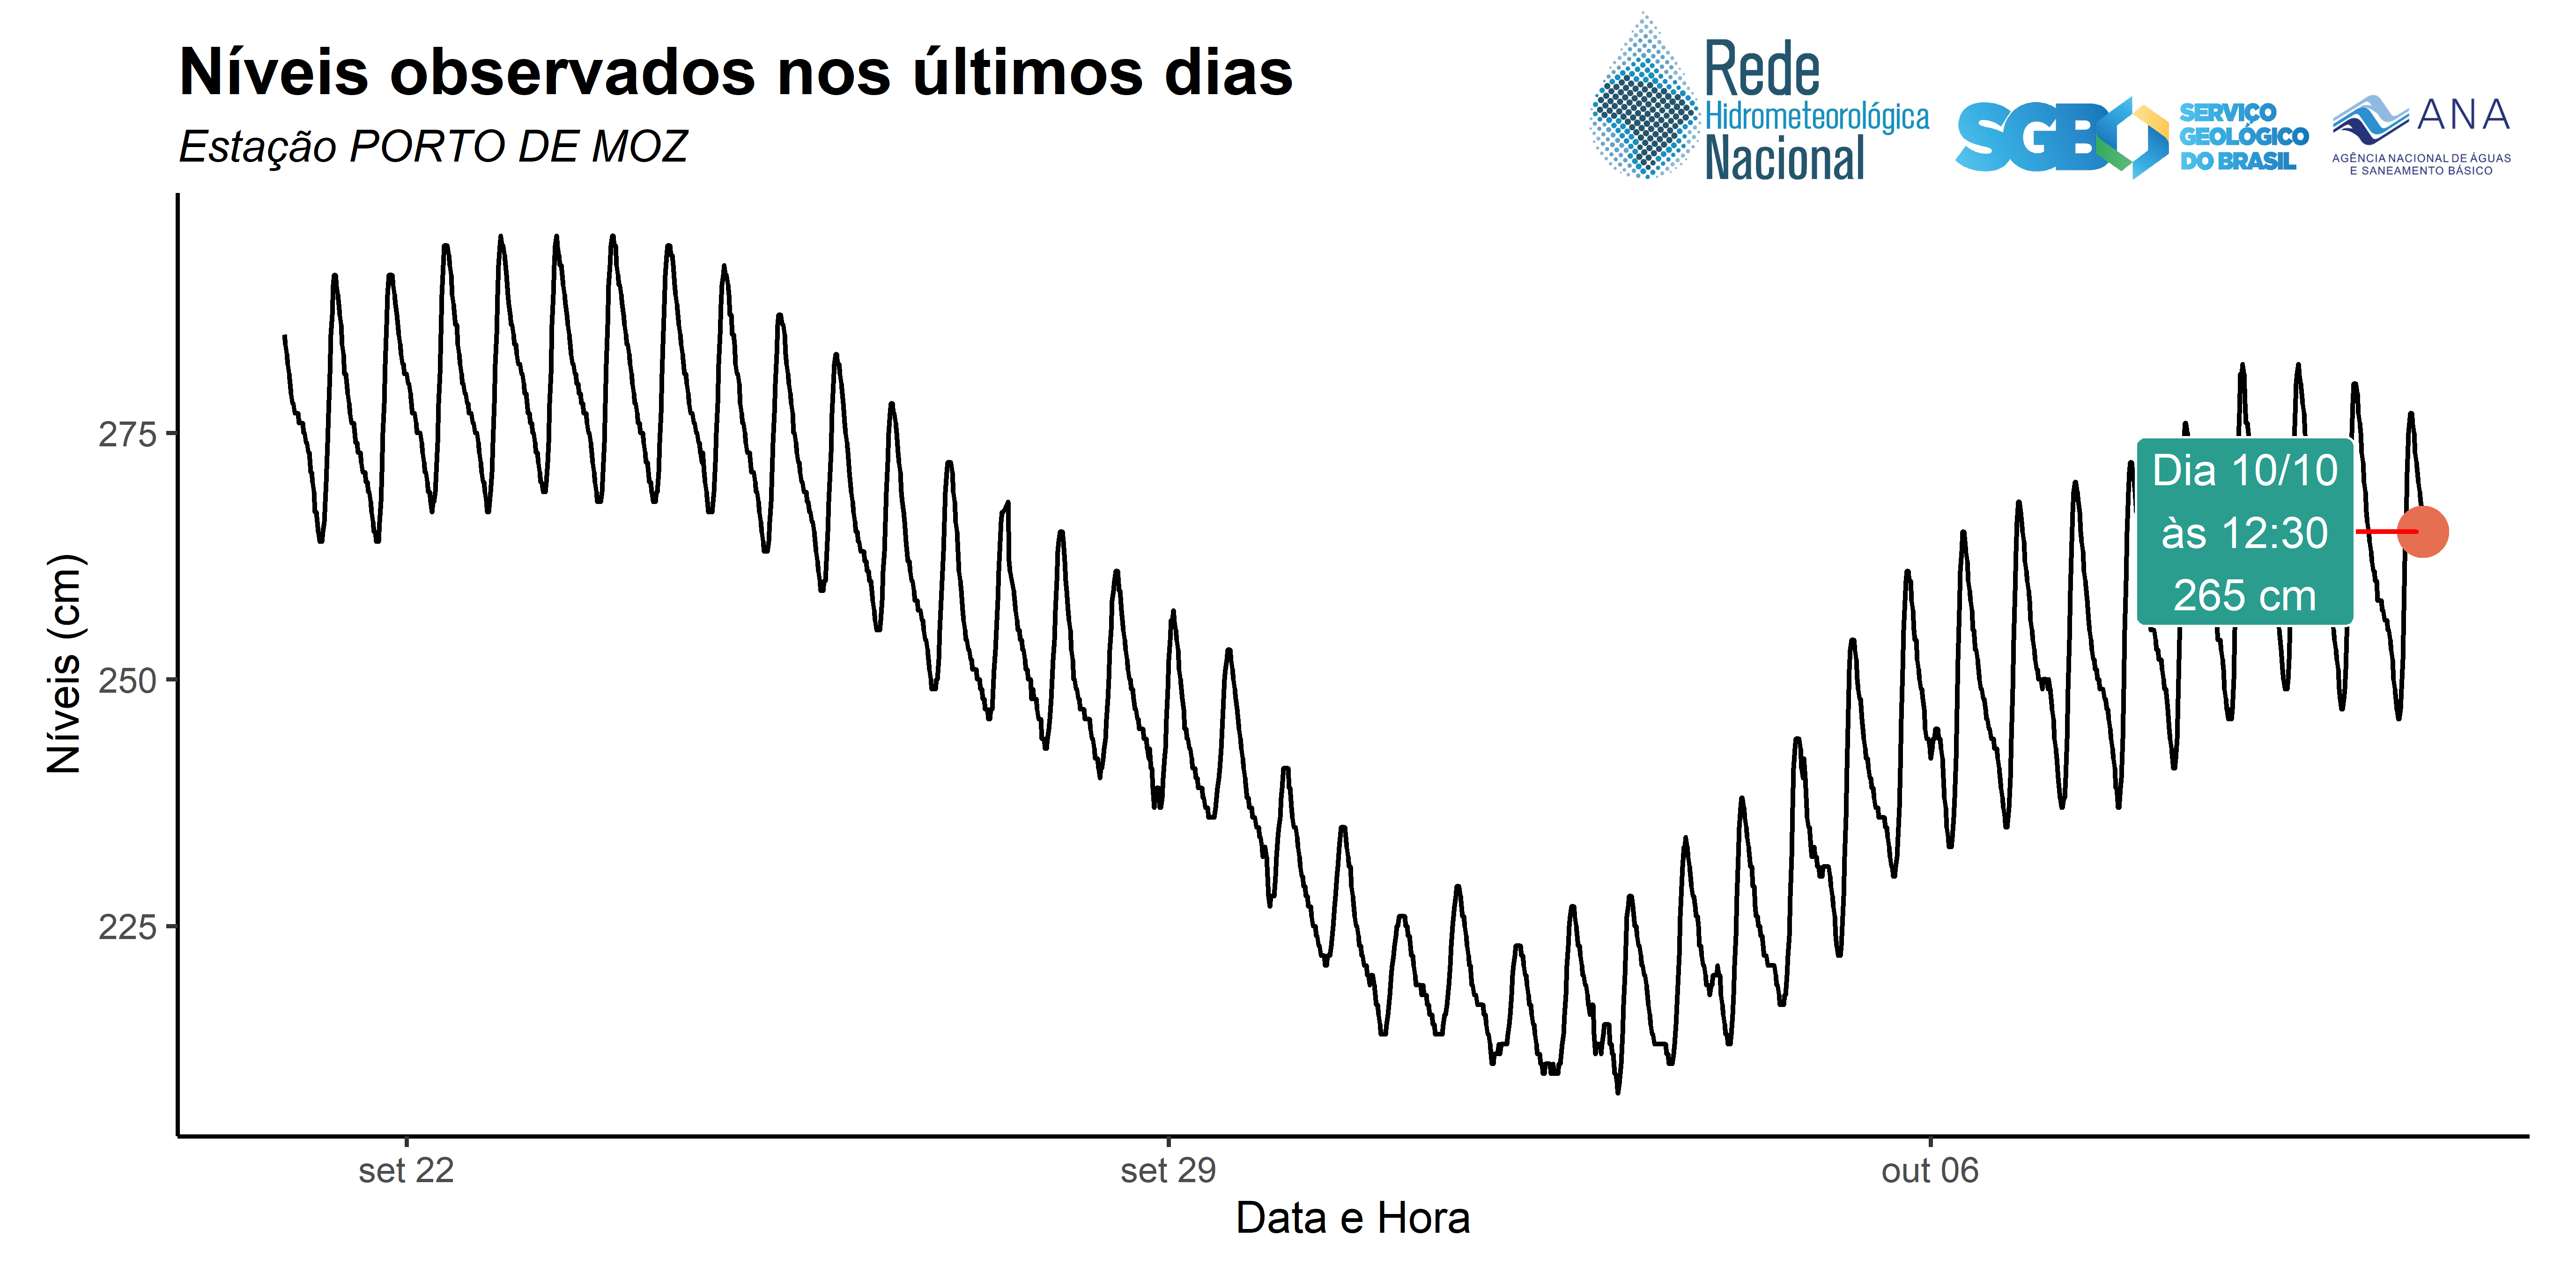 Níveis observados nos últimos dias
Estação PORTO DE MOZ
Rede
Hidrometeorológica
Nacional
SGB
SERVIÇO
GEOLÓGICO
DO BRASIL
ANA
AGÊNCIA NACIONAL DE ÁGUAS
E SANEAMENTO BÁSICO
Níveis (cm)
275
250
225
Dia 10/10
às 12:30
265 cm
set 22
set 29
out 06
Data e Hora